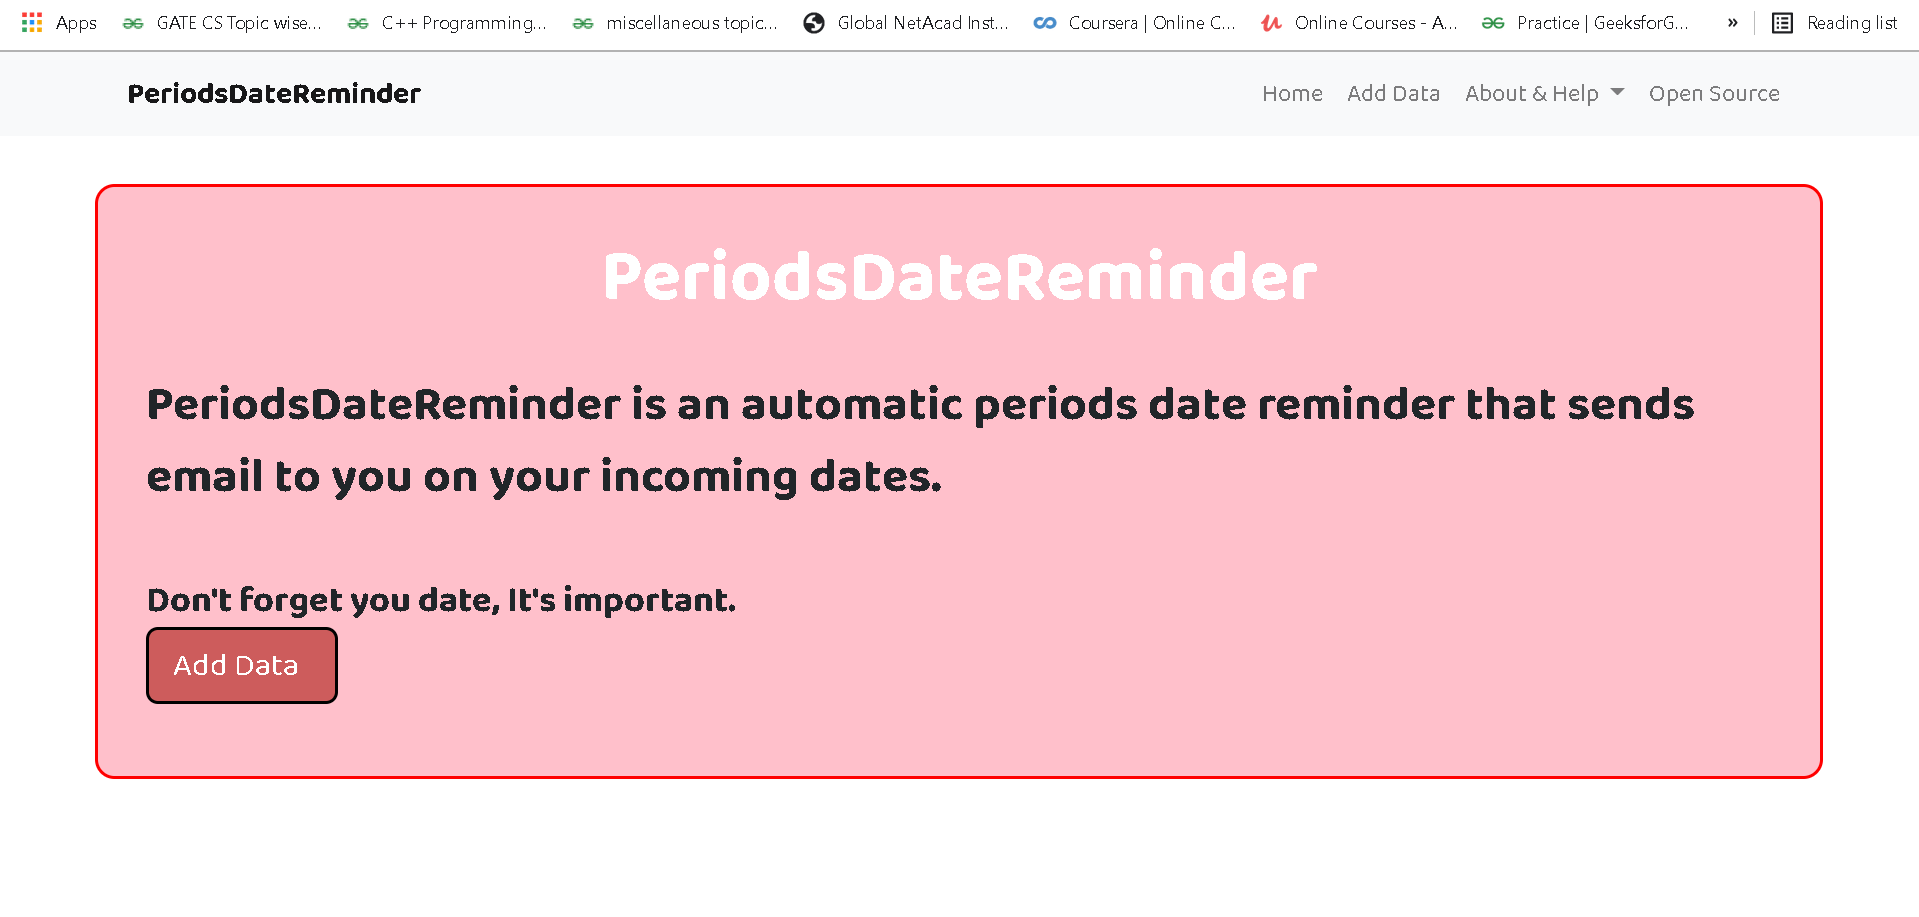 Apps GATE CS Topic wise... C++ Programming... miscellaneous topic... Global NetAcad Inst... Coursera | Online C... Online Courses - A... Practice | GeeksforG... » Reading list
PeriodsDateReminder Home Add Data About & Help Open Source
PeriodsDateReminder
PeriodsDateReminder is an automatic periods date reminder that sends
email to you on your incoming dates.
Don't forget you date, It's important.
Add Data